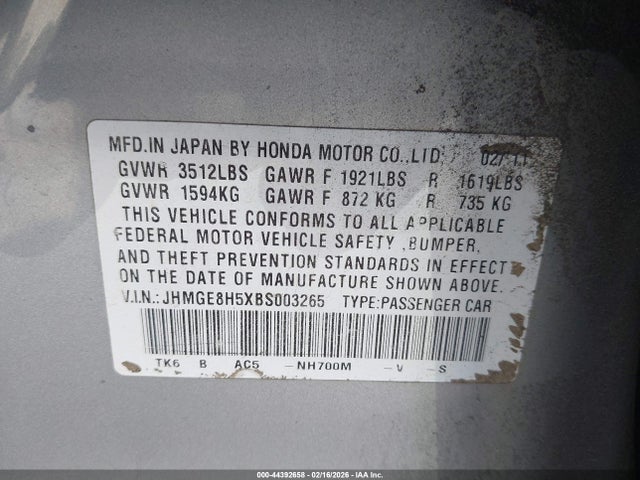 MFD.IN JAPAN BY HONDA MOTOR CO.,LTD. 02/11
GVWR 3512LBS GAWR F 1921LBS R 1619LBS
GVWR 1594KG GAWR F 872 KG R 735 KG
THIS VEHICLE CONFORMS TO ALL APPLICABLE
FEDERAL MOTOR VEHICLE SAFETY ,BUMPER,
AND THEFT PREVENTION STANDARDS IN EFFECT
ON THE DATE OF MANUFACTURE SHOWN ABOVE.
V.I.N.: JHMGE8H5XBS003265 TYPE:PASSENGER CAR
TK6 B AC5 -NH700M -V -S
000-44392658 - 02/16/2026 - IAA Inc.